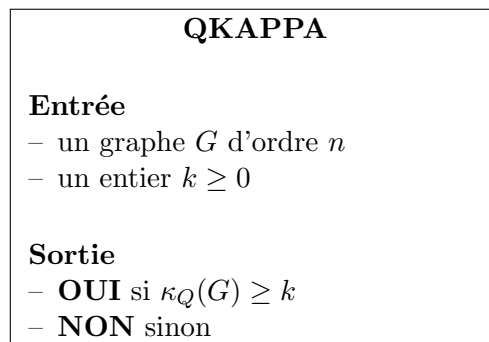 QKAPPA
Entrée
– un graphe G d'ordre n
– un entier k ≥ 0
Sortie
– OUI si κ_Q(G) ≥ k
– NON sinon